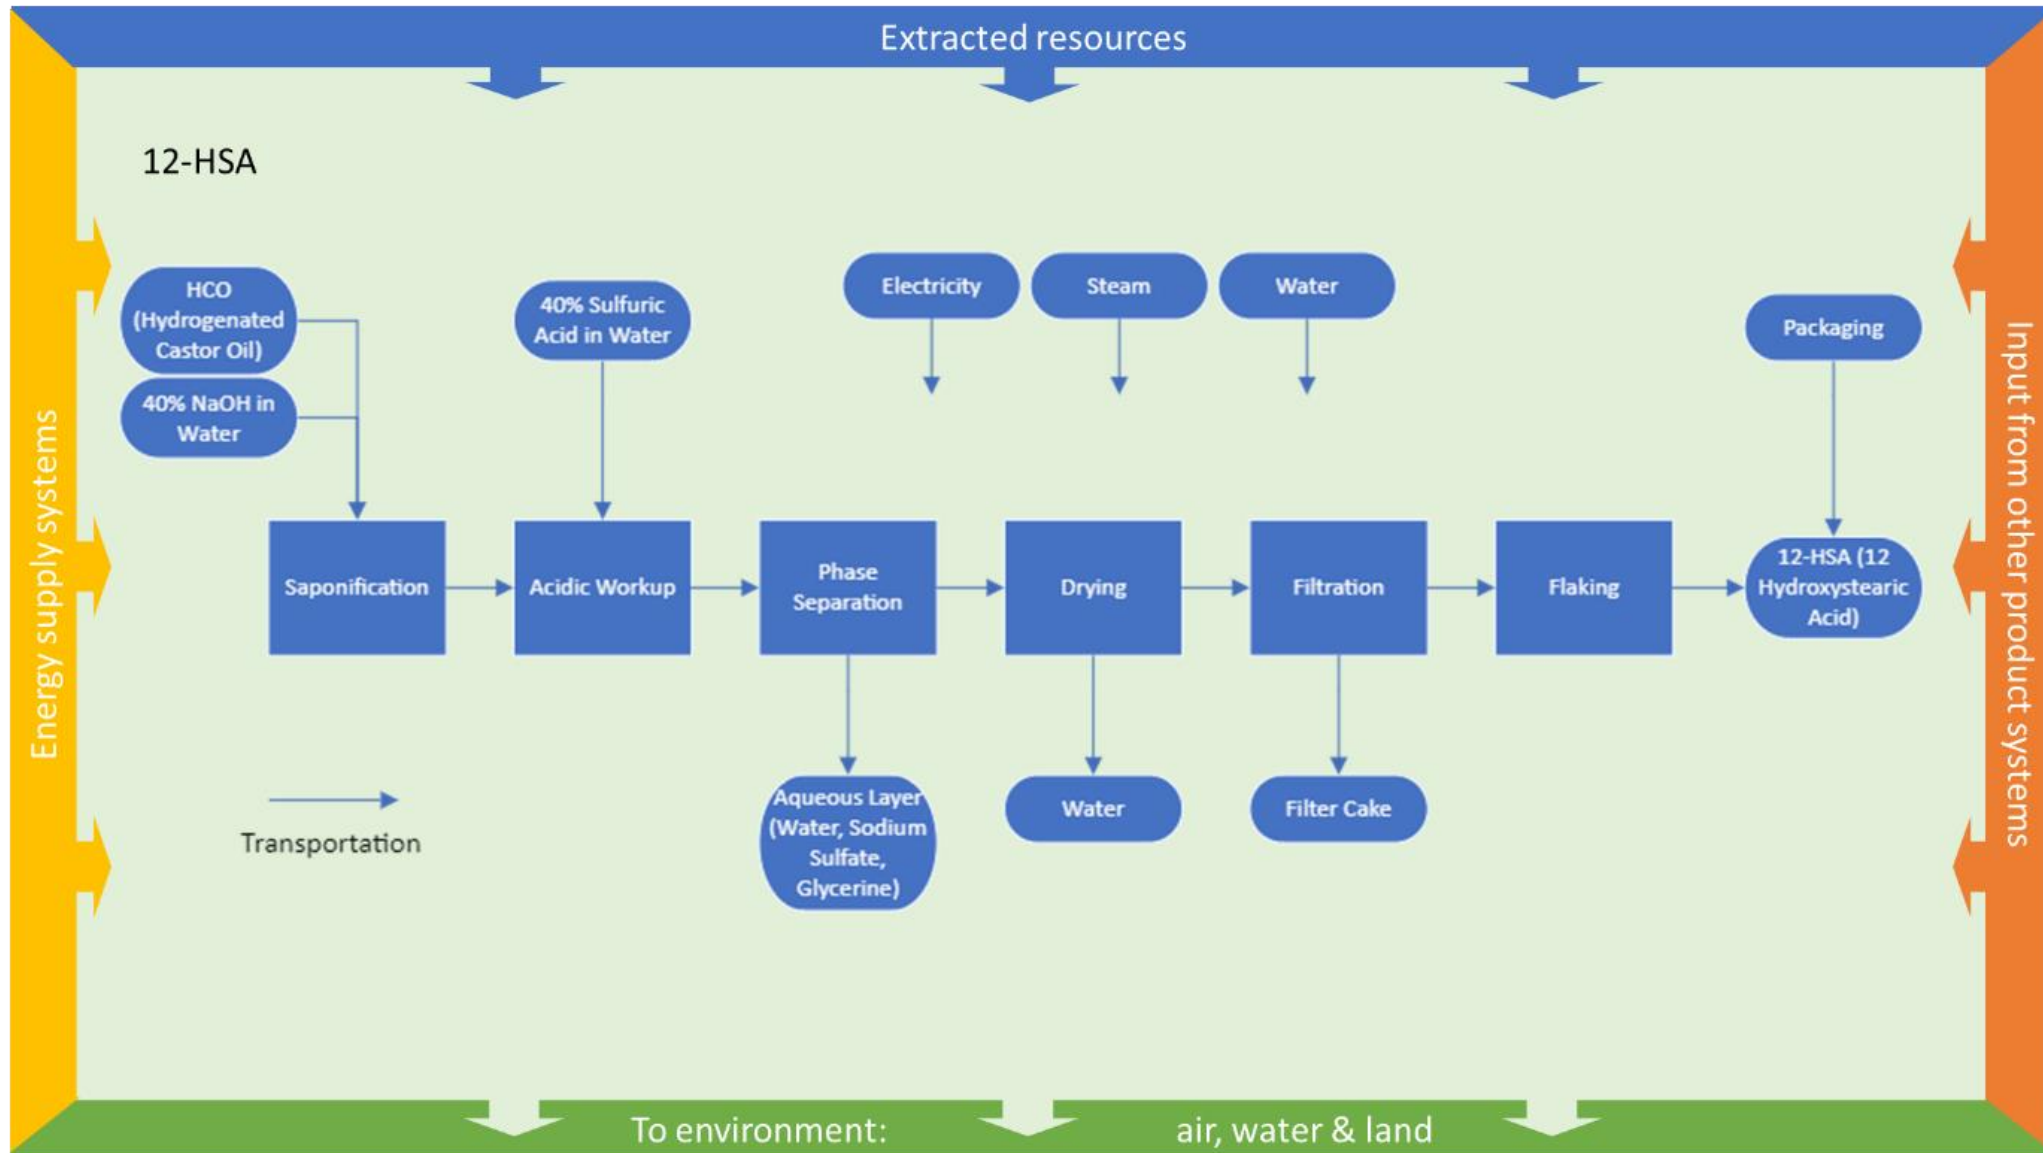 Extracted resources
12-HSA
Energy supply systems
Input from other product systems
HCO
(Hydrogenated
Castor Oil)
40% NaOH in
Water
40% Sulfuric
Acid in Water
Electricity
Steam
Water
Packaging
Saponification
Acidic Workup
Phase
Separation
Drying
Filtration
Flaking
12-HSA (12
Hydroxystearic
Acid)
Aqueous Layer
(Water, Sodium
Sulfate,
Glycerine)
Water
Filter Cake
Transportation
To environment: air, water & land